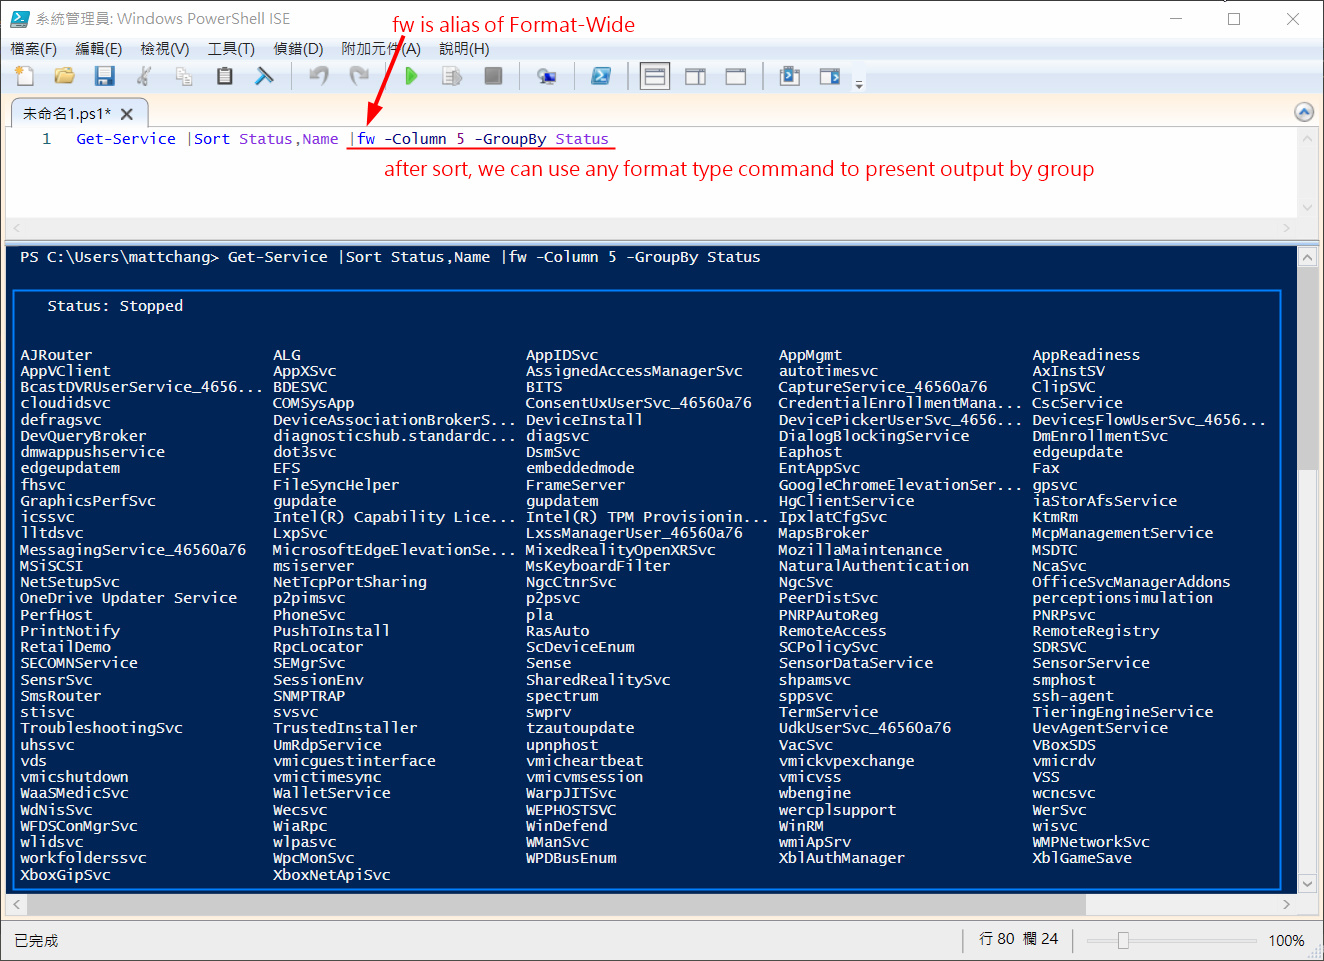 系統管理員: Windows PowerShell ISE
fw is alias of Format-Wide
檔案(F) 編輯(E) 檢視(V) 工具(T) 偵錯(D) 附加元件(A) 說明(H)
未命名1.ps1*
1 Get-Service |Sort Status,Name |fw -Column 5 -GroupBy Status
after sort, we can use any format type command to present output by group
PS C:\Users\mattchang> Get-Service |Sort Status,Name |fw -Column 5 -GroupBy Status
Status: Stopped
AJRouter ALG AppIDSvc AppMgmt AppReadiness
AppVClient AppXSvc AssignedAccessManagerSvc autotimesvc AxInstSV
BcastDVRUserService_4656... BDESVC BITS CaptureService_46560a76 ClipSVC
cloudidsvc COMSysApp ConsentUxUserSvc_46560a76 CredentialEnrollmentMana... CscService
defragsvc DeviceAssociationBrokerS... DeviceInstall DevicePickerUserSvc_4656... DevicesFlowUserSvc_4656...
DevQueryBroker diagnosticshub.standardc... diagsvc DialogBlockingService DmEnrollmentSvc
dmwappushservice dot3svc DsmSvc Eaphost edgeupdate
edgeupdatem EFS embeddedmode EntAppSvc Fax
fhsvc FileSyncHelper FrameServer GoogleChromeElevationSer... gpsvc
GraphicsPerfSvc gupdate gupdatem HgClientService iaStorAfsService
icssvc Intel(R) Capability Lice... Intel(R) TPM Provisionin... IpxlatCfgSvc KtmRm
lltdsvc LxpSvc LxssManagerUser_46560a76 MapsBroker McpManagementService
MessagingService_46560a76 MicrosoftEdgeElevationSe... MixedRealityOpenXRSvc MozillaMaintenance MSDTC
MSiSCSI msiserver MsKeyboardFilter NaturalAuthentication NcaSvc
NetSetupSvc NetTcpPortSharing NgcCtnrSvc NgcSvc OfficeSvcManagerAddons
OneDrive Updater Service p2pimsvc p2psvc PeerDistSvc perceptionsimulation
PerfHost PhoneSvc pla PNRPAutoReg PNRPsvc
PrintNotify PushToInstall RasAuto RemoteAccess RemoteRegistry
RetailDemo RpcLocator ScDeviceEnum SCPolicySvc SDRSVC
SECOMNService SEMgrSvc Sense SensorDataService SensorService
SensrSvc SessionEnv SharedRealitySvc shpamsvc smphost
SmsRouter SNMPTRAP spectrum sppsvc ssh-agent
stisvc svsvc swprv TermService TieringEngineService
TroubleshootingSvc TrustedInstaller tzautoupdate UdkUserSvc_46560a76 UevAgentService
uhssvc UmRdpService upnphost VacSvc VBoxSDS
vds vmicguestinterface vmicheartbeat vmickvpexchange vmicrdv
vmicshutdown vmictimesync vmicvmsession vmicvss VSS
WaaSMedicSvc WalletService WarpJITSvc wbengine wcncsvc
WdNisSvc Wecsvc WEPHOSTSVC wercplsupport WerSvc
WFDSConMgrSvc WiaRpc WinDefend WinRM wisvc
wlidsvc wlpasvc WManSvc wmiApSrv WMPNetworkSvc
workfolderssvc WpcMonSvc WPDBusEnum XblAuthManager XblGameSave
XboxGipSvc XboxNetApiSvc
已完成 行 80 欄 24 100%